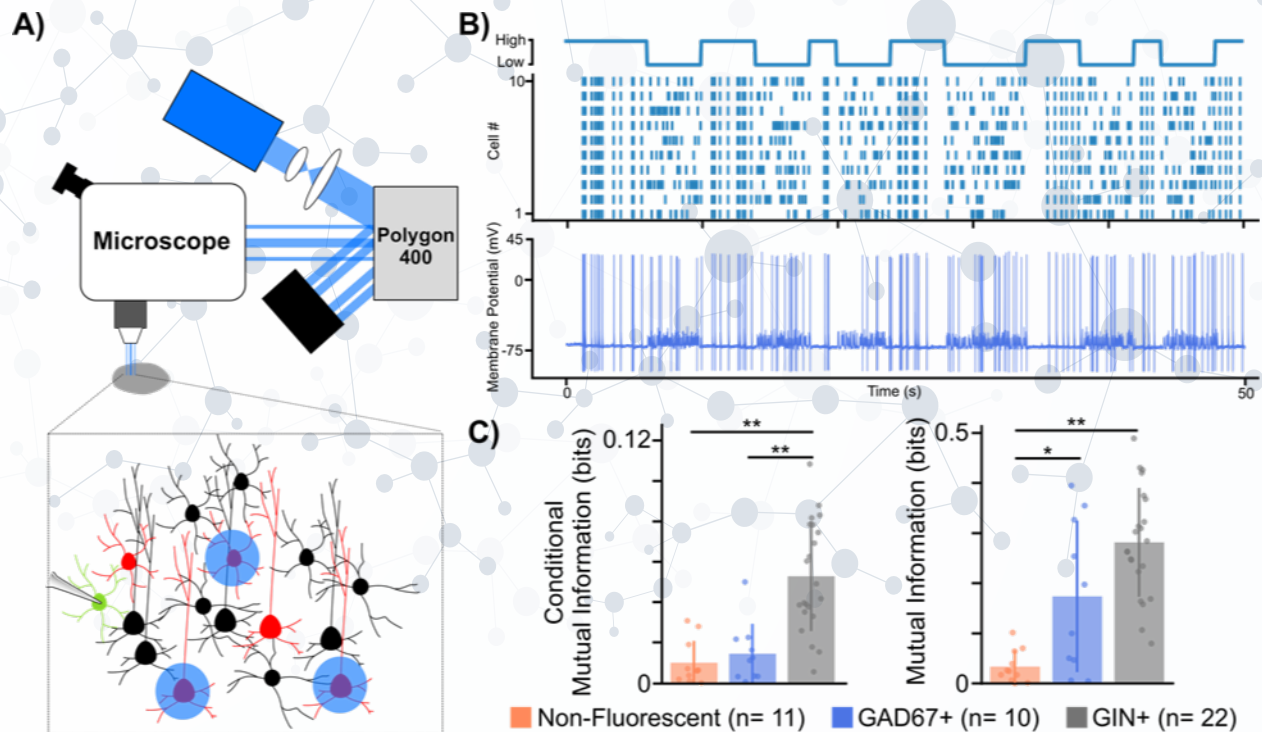 A)
Microscope
Polygon
400
B)
High
Low
10
Cell #
1
45
0
-75
Membrane Potential (mV)
0
Time (s)
50
C)
0.12
Conditional
Mutual Information (bits)
0
**
**
0.5
Mutual Information (bits)
0
**
*
Non-Fluorescent (n= 11)
GAD67+ (n= 10)
GIN+ (n= 22)